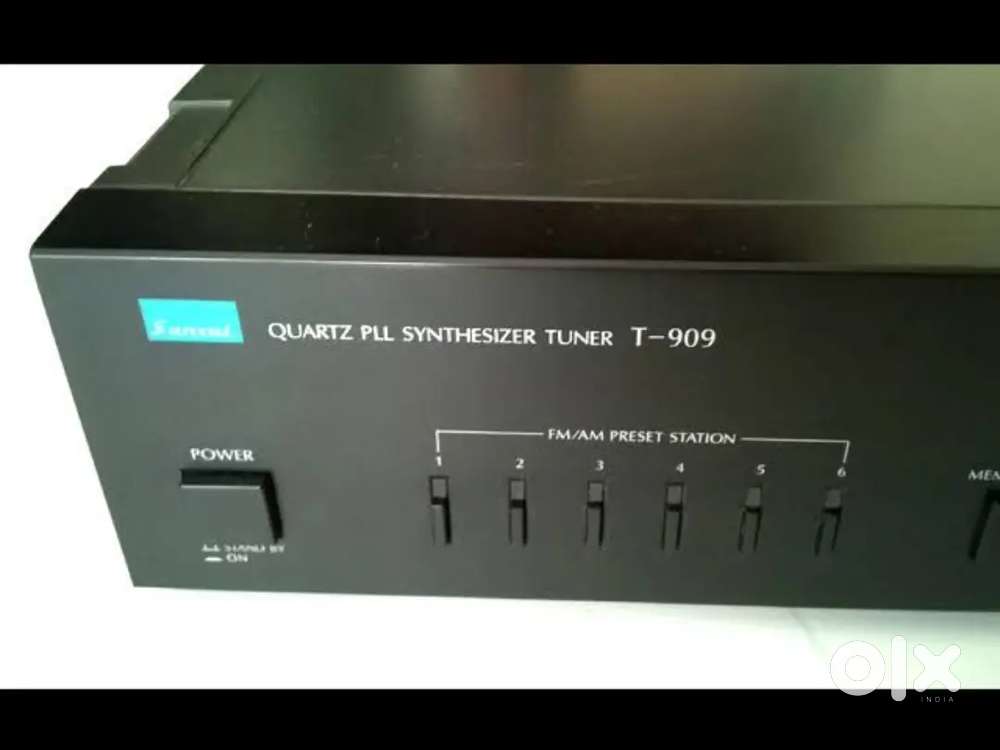 Sansui QUARTZ PLL SYNTHESIZER TUNER T-909
FM/AM PRESET STATION
POWER
1 2 3 4 5 6
STAND BY
ON
olx
INDIA